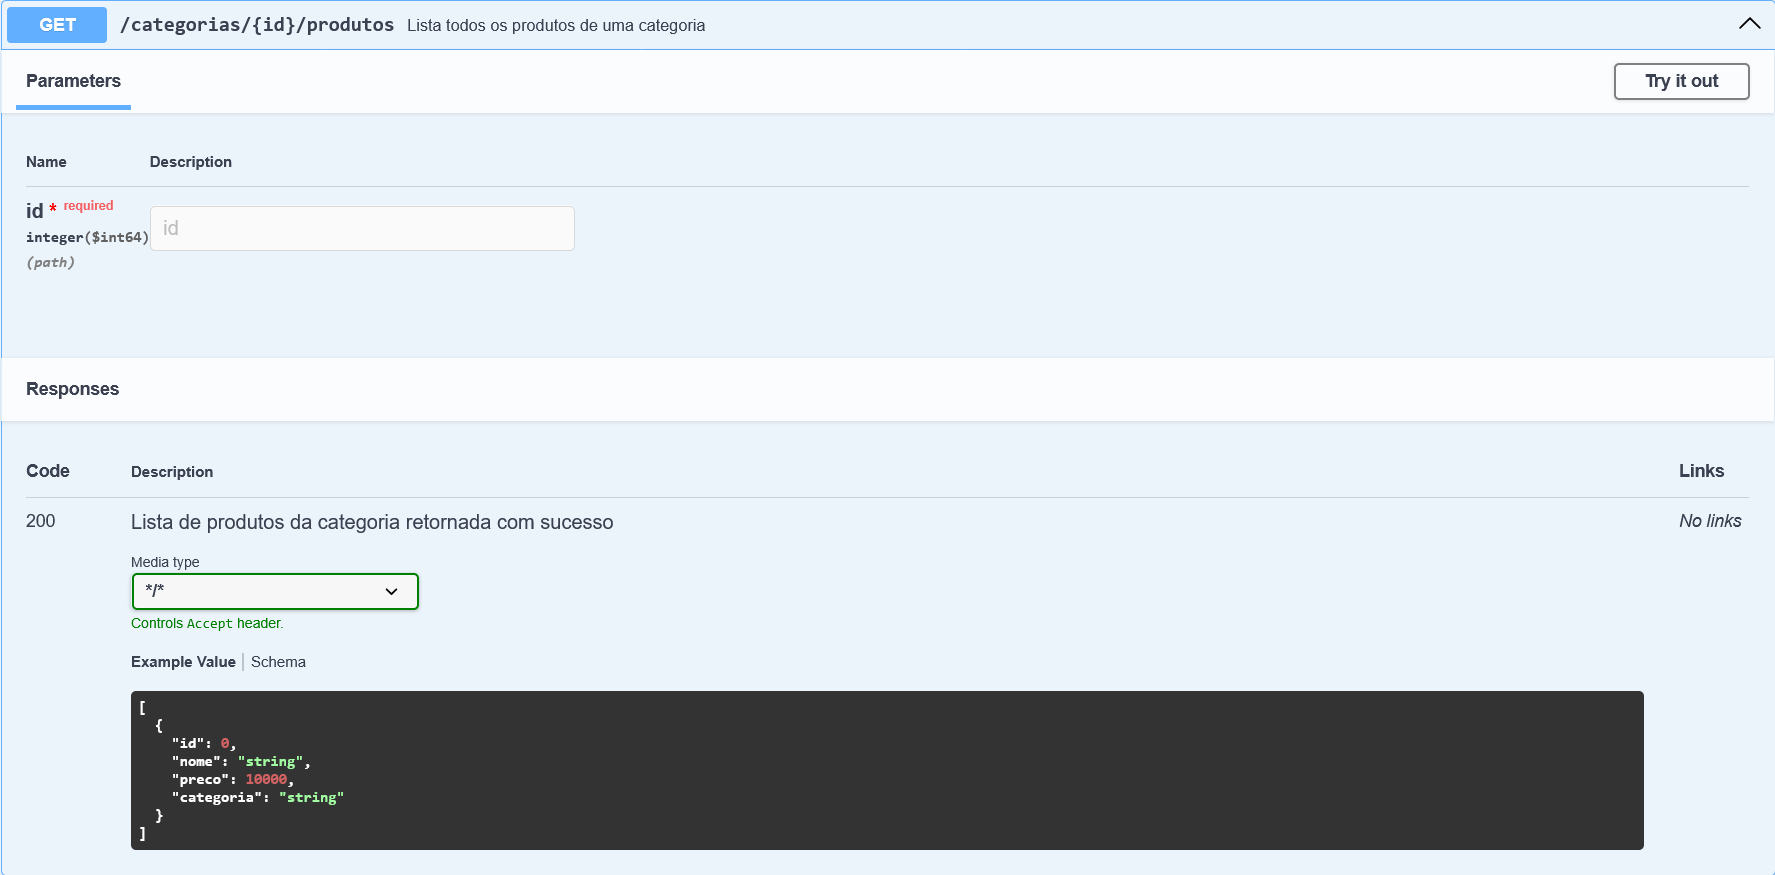 GET /categorias/{id}/produtos Lista todos os produtos de uma categoria
Parameters
Try it out
Name Description
id * required
integer($int64)
(path)
id
Responses
Code Description Links
200 Lista de produtos da categoria retornada com sucesso No links
Media type
*/*
Controls Accept header.
Example Value Schema
[
  {
    "id": 0,
    "nome": "string",
    "preco": 10000,
    "categoria": "string"
  }
]